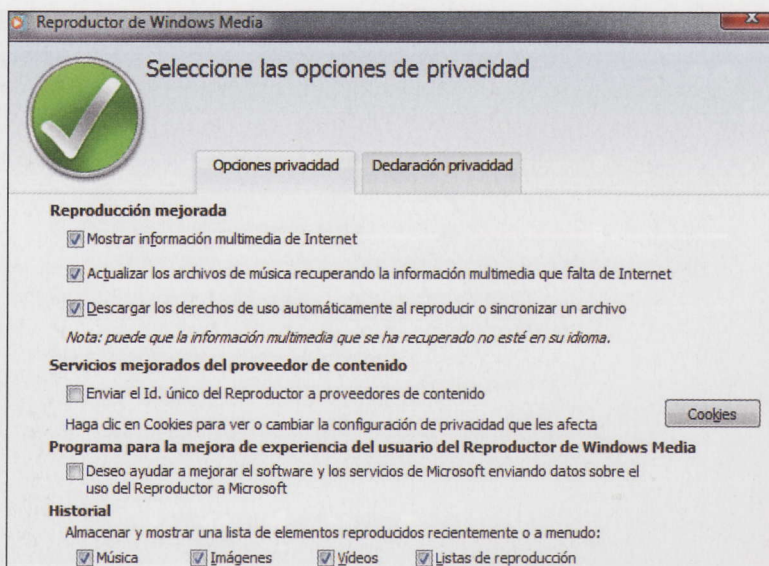 Reproductor de Windows Media
X
Seleccione las opciones de privacidad
Opciones privacidad
Declaración privacidad
Reproducción mejorada
Mostrar información multimedia de Internet
Actualizar los archivos de música recuperando la información multimedia que falta de Internet
Descargar los derechos de uso automáticamente al reproducir o sincronizar un archivo
Nota: puede que la información multimedia que se ha recuperado no esté en su idioma.
Servicios mejorados del proveedor de contenido
Enviar el Id. único del Reproductor a proveedores de contenido
Haga clic en Cookies para ver o cambiar la configuración de privacidad que les afecta
Cookies
Programa para la mejora de experiencia del usuario del Reproductor de Windows Media
Deseo ayudar a mejorar el software y los servicios de Microsoft enviando datos sobre el
uso del Reproductor a Microsoft
Historial
Almacenar y mostrar una lista de elementos reproducidos recientemente o a menudo:
Música Imágenes Vídeos Listas de reproducción